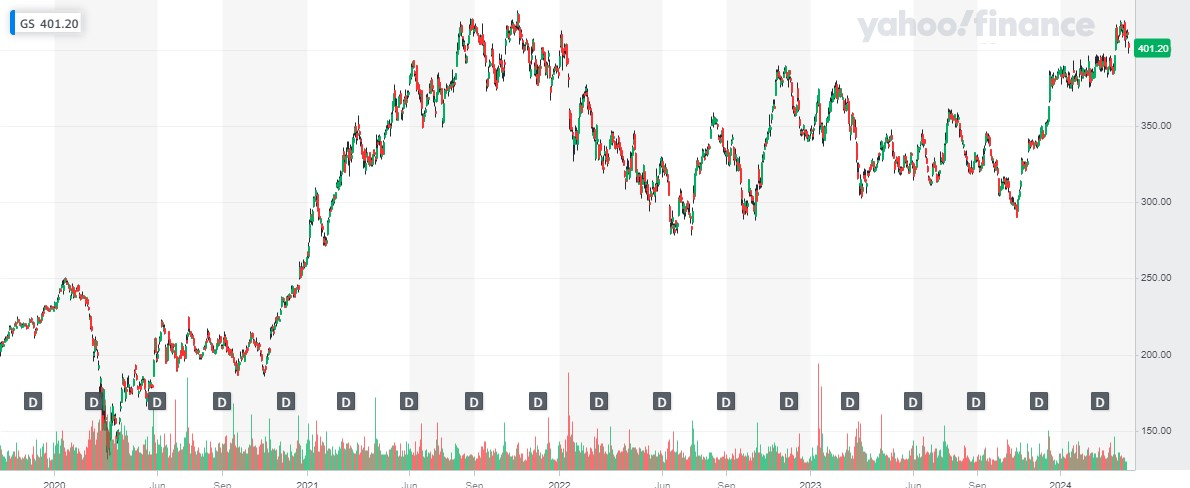 GS 401.20
yahoo!finance
401.20
350.00
300.00
250.00
200.00
D D D D D D D D D D D D D D D D D D
150.00
2020 Jun Sep 2021 Jun Sep 2022 Jun Sep 2023 Jun Sep 2024